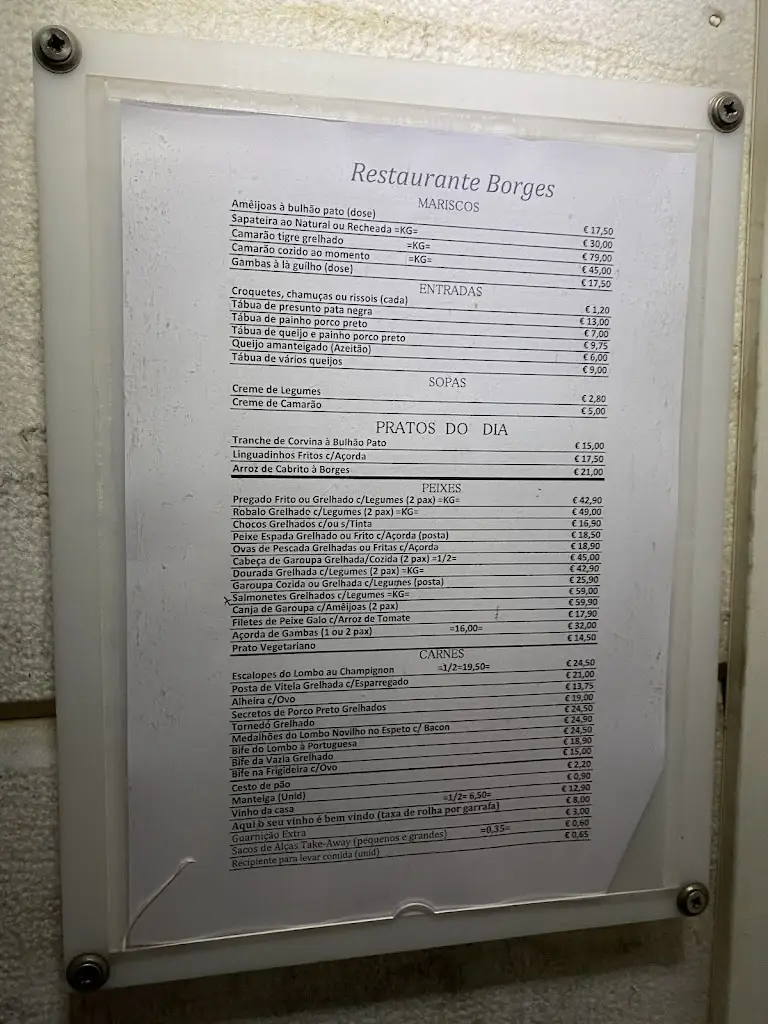 Restaurante Borges
MARISCOS
Amêijoas à bulhão pato (dose) € 17,50
Sapateira ao Natural ou Recheada =KG= € 30,00
Camarão tigre grelhado =KG= € 79,00
Camarão cozido ao momento =KG= € 45,00
Gambas à là guilho (dose) € 17,50
ENTRADAS
Croquetes, chamuças ou rissois (cada) € 1,20
Tábua de presunto pata negra € 13,00
Tábua de painho porco preto € 7,00
Tábua de queijo e painho porco preto € 9,75
Queijo amanteigado (Azeitão) € 6,00
Tábua de vários queijos € 9,00
SOPAS
Creme de Legumes € 2,80
Creme de Camarão € 5,00
PRATOS DO DIA
Tranche de Corvina à Bulhão Pato € 15,00
Linguadinhos Fritos c/Açorda € 17,50
Arroz de Cabrito à Borges € 21,00
PEIXES
Pregado Frito ou Grelhado c/Legumes (2 pax) =KG= € 42,90
Robalo Grelhado c/Legumes (2 pax) =KG= € 49,00
Chocos Grelhados c/ou s/Tinta € 16,90
Peixe Espada Grelhado ou Frito c/Açorda (posta) € 18,50
Ovas de Pescada Grelhadas ou Fritas c/Açorda € 18,90
Cabeça de Garoupa Grelhada/Cozida (2 pax) =1/2= € 45,00
Dourada Grelhada c/Legumes (2 pax) =KG= € 42,90
Garoupa Cozida ou Grelhada c/Legumes (posta) € 25,90
Salmonetes Grelhados c/Legumes =KG= € 59,00
Canja de Garoupa c/Amêijoas (2 pax) € 59,90
Filetes de Peixe Galo c/Arroz de Tomate € 17,90
Açorda de Gambas (1 ou 2 pax) =16,00= € 32,00
Prato Vegetariano € 14,50
CARNES
Escalopes do Lombo au Champignon =1/2=19,50= € 24,50
Posta de Vitela Grelhada c/Esparregado € 21,00
Alheira c/Ovo € 13,75
Secretos de Porco Preto Grelhados € 19,00
Tornedó Grelhado € 24,50
Medalhões do Lombo Novilho no Espeto c/ Bacon € 24,90
Bife do Lombo à Portuguesa € 24,50
Bife da Vazia Grelhado € 18,90
Bife na Frigideira c/Ovo € 15,00
Cesto de pão € 2,20
Manteiga (Unid) € 0,90
Vinho da casa =1/2= 6,50= € 12,90
Aqui o seu vinho é bem vindo (taxa de rolha por garrafa) € 8,00
Guarnição Extra € 3,00
Sacos de Alças Take-Away (pequenos e grandes) =0,35= € 0,60
Recipiente para levar comida (unid) € 0,65